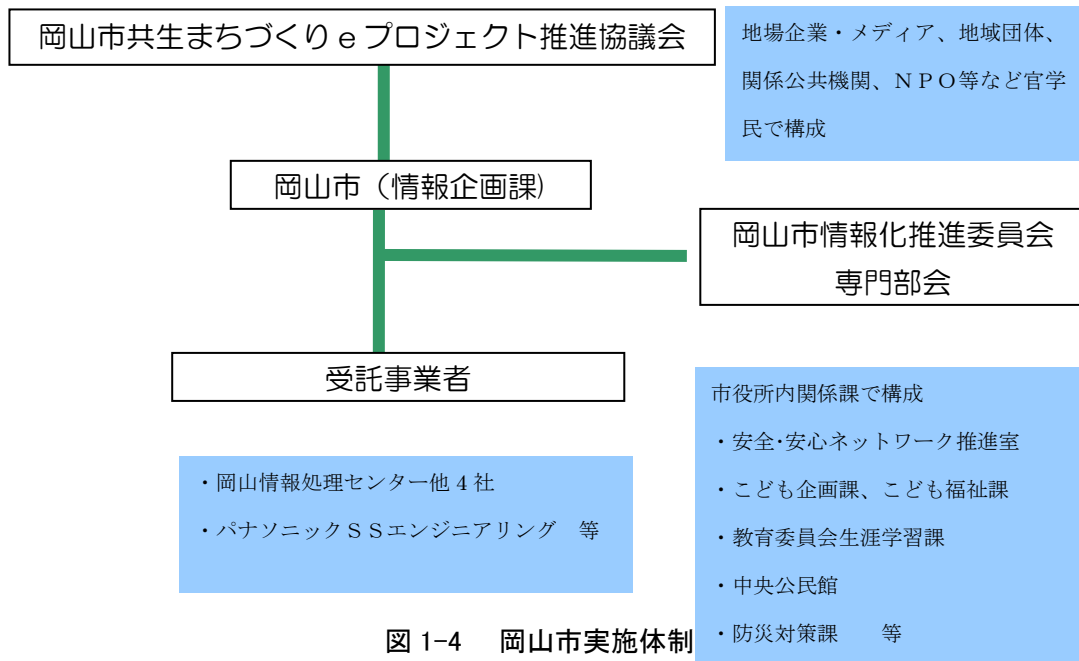 岡山市共生まちづくりｅプロジェクト推進協議会
地場企業・メディア、地域団体、
関係公共機関、ＮＰＯ等など官学
民で構成
岡山市（情報企画課)
岡山市情報化推進委員会
専門部会
受託事業者
・岡山情報処理センター他 4 社
・パナソニックＳＳエンジニアリング　等
市役所内関係課で構成
・安全･安心ネットワーク推進室
・こども企画課、こども福祉課
・教育委員会生涯学習課
・中央公民館
・防災対策課　　等
図 1-4　岡山市実施体制